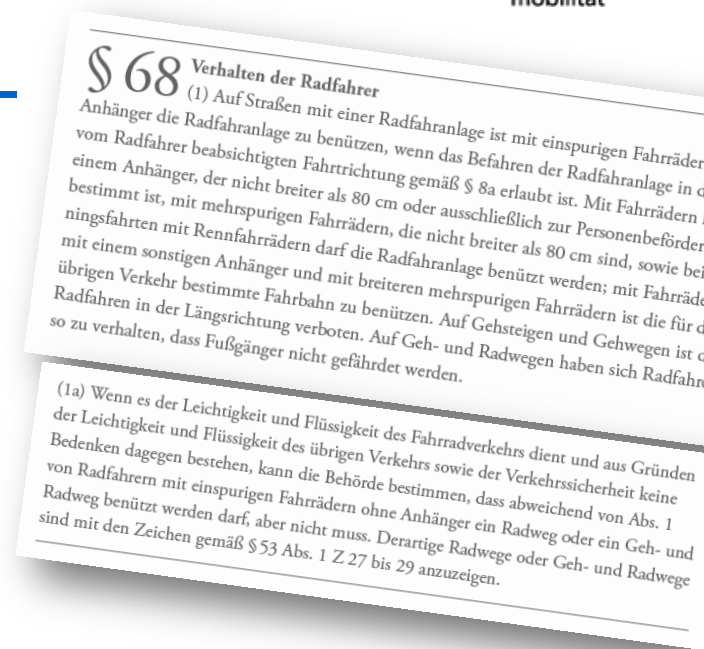 mobilität
§ 68 Verhalten der Radfahrer
(1) Auf Straßen mit einer Radfahranlage ist mit einspurigen Fahrräder
Anhänger die Radfahranlage zu benützen, wenn das Befahren der Radfahranlage in d
vom Radfahrer beabsichtigten Fahrtrichtung gemäß § 8a erlaubt ist. Mit Fahrrädern
einem Anhänger, der nicht breiter als 80 cm oder ausschließlich zur Personenbeförder
bestimmt ist, mit mehrspurigen Fahrrädern, die nicht breiter als 80 cm sind, sowie bei
ningsfahrten mit Rennfahrrädern darf die Radfahranlage benützt werden; mit Fahrräde
mit einem sonstigen Anhänger und mit breiteren mehrspurigen Fahrrädern ist die für d
übrigen Verkehr bestimmte Fahrbahn zu benützen. Auf Gehsteigen und Gehwegen ist d
Radfahren in der Längsrichtung verboten. Auf Geh- und Radwegen haben sich Radfahre
so zu verhalten, dass Fußgänger nicht gefährdet werden.
(1a) Wenn es der Leichtigkeit und Flüssigkeit des Fahrradverkehrs dient und aus Gründen
der Leichtigkeit und Flüssigkeit des übrigen Verkehrs sowie der Verkehrssicherheit keine
Bedenken dagegen bestehen, kann die Behörde bestimmen, dass abweichend von Abs. 1
von Radfahrern mit einspurigen Fahrrädern ohne Anhänger ein Radweg oder ein Geh- und
Radweg benützt werden darf, aber nicht muss. Derartige Radwege oder Geh- und Radwege
sind mit den Zeichen gemäß § 53 Abs. 1 Z 27 bis 29 anzuzeigen.